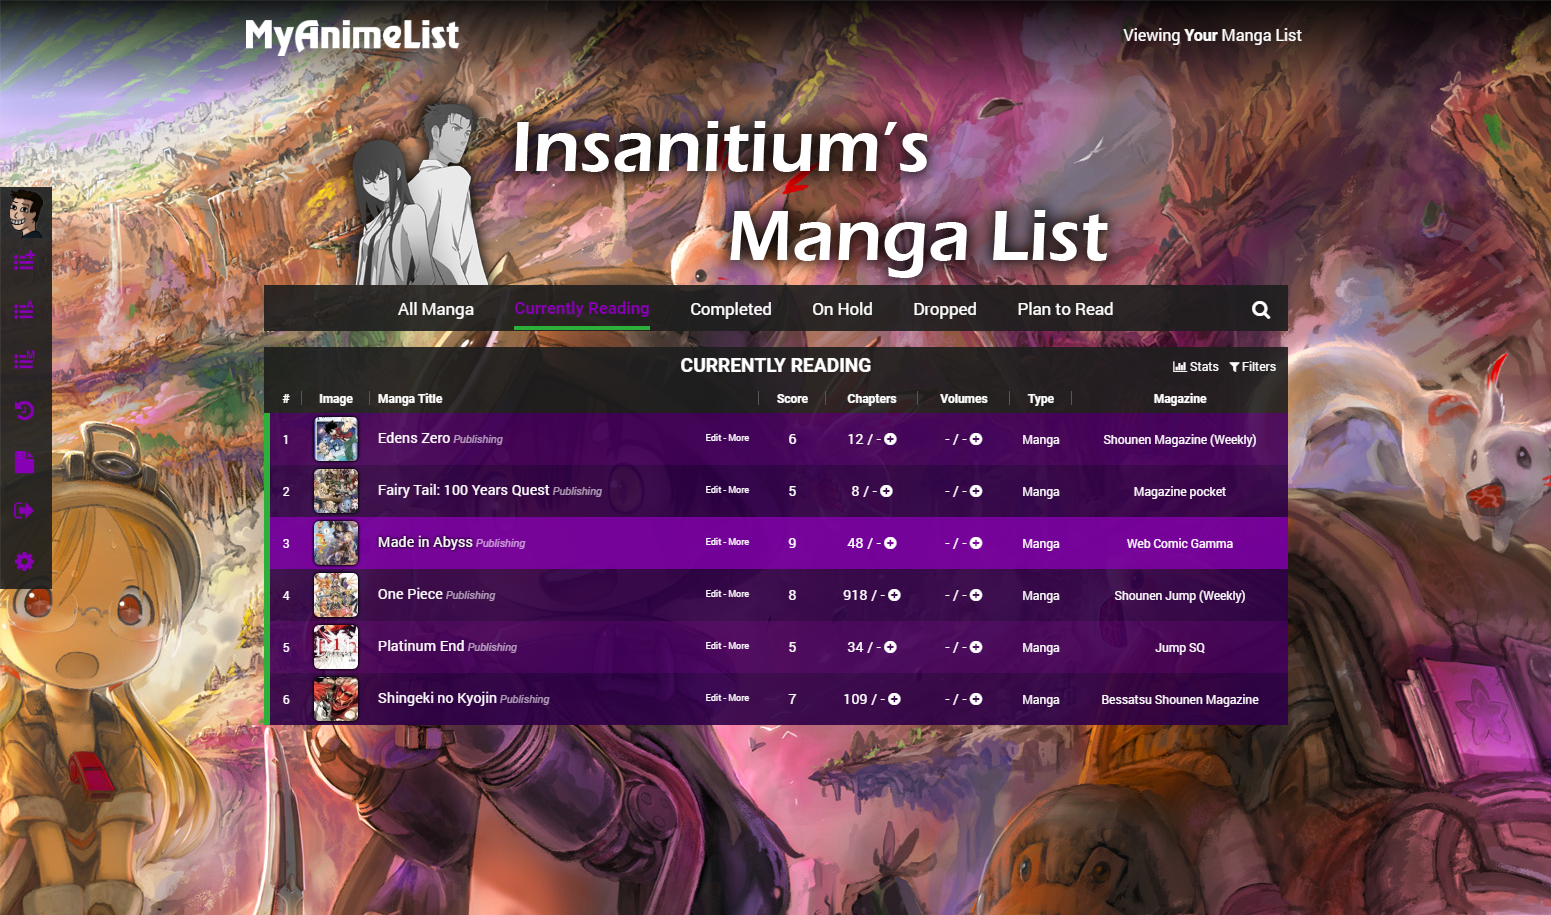 MyAnimeList
Viewing Your Manga List
Insanitium's
Manga List
All Manga Currently Reading Completed On Hold Dropped Plan to Read
CURRENTLY READING
Stats Filters
# Image Manga Title Score Chapters Volumes Type Magazine
1 Edens Zero Publishing Edit - More 6 12 / - - / - Manga Shounen Magazine (Weekly)
2 Fairy Tail: 100 Years Quest Publishing Edit - More 5 8 / - - / - Manga Magazine pocket
3 Made in Abyss Publishing Edit - More 9 48 / - - / - Manga Web Comic Gamma
4 One Piece Publishing Edit - More 8 918 / - - / - Manga Shounen Jump (Weekly)
5 Platinum End Publishing Edit - More 5 34 / - - / - Manga Jump SQ
6 Shingeki no Kyojin Publishing Edit - More 7 109 / - - / - Manga Bessatsu Shounen Magazine